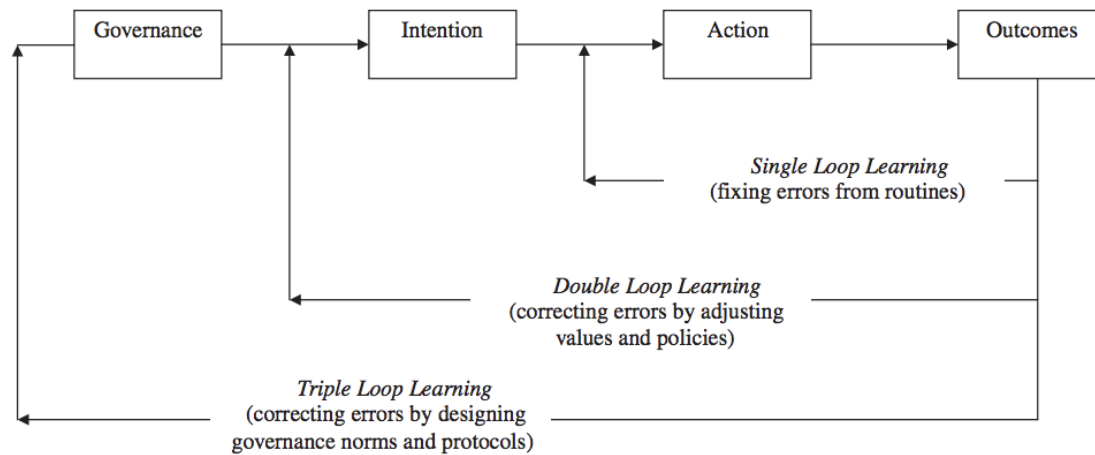 Governance
Intention
Action
Outcomes
Single Loop Learning
(fixing errors from routines)
Double Loop Learning
(correcting errors by adjusting
values and policies)
Triple Loop Learning
(correcting errors by designing
governance norms and protocols)